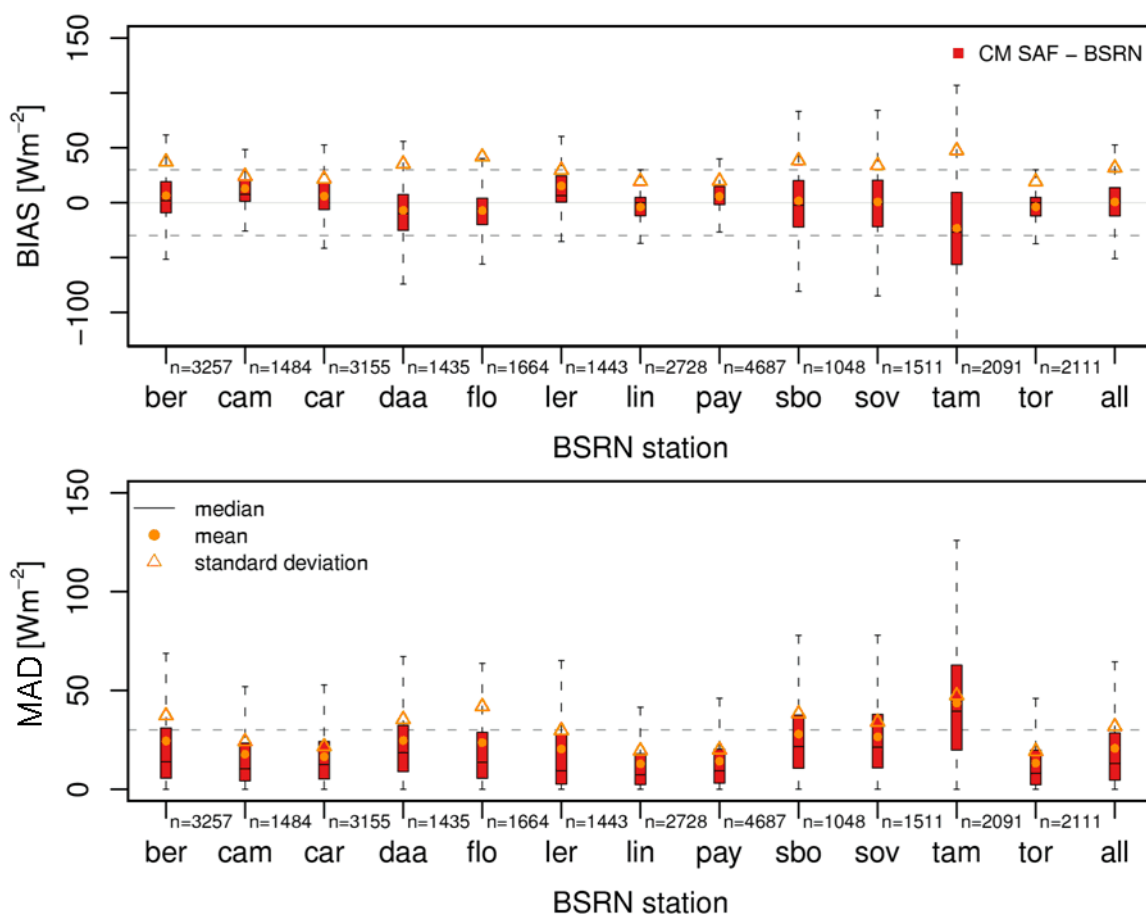 150
50
0
−100
BIAS [Wm−2]
CM SAF − BSRN
n=3257 n=1484 n=3155 n=1435 n=1664 n=1443 n=2728 n=4687 n=1048 n=1511 n=2091 n=2111
ber cam car daa flo ler lin pay sbo sov tam tor all
BSRN station
150
100
50
0
MAD [Wm−2]
median
mean
standard deviation
n=3257 n=1484 n=3155 n=1435 n=1664 n=1443 n=2728 n=4687 n=1048 n=1511 n=2091 n=2111
ber cam car daa flo ler lin pay sbo sov tam tor all
BSRN station